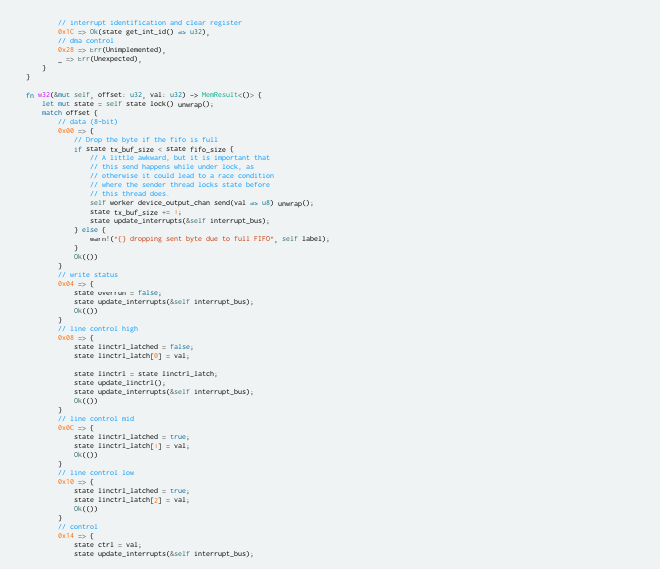 // interrupt identification and clear register
0x1C => Ok(state.get_int_id() as u32),
// dma control
0x28 => Err(Unimplemented),
_ => Err(Unexpected),
}
}
fn w32(&mut self, offset: u32, val: u32) -> MemResult<()> {
let mut state = self.state.lock().unwrap();
match offset {
// data (8-bit)
0x00 => {
// Drop the byte if the fifo is full
if state.tx_buf_size < state.fifo_size {
// A little awkward, but it is important that
// this send happens while under lock, as
// otherwise it could lead to a race condition
// where the sender thread locks state before
// this thread does.
self.worker.device_output_chan.send(val as u8).unwrap();
state.tx_buf_size += 1;
state.update_interrupts(&self.interrupt_bus);
} else {
warn!("{} dropping sent byte due to full FIFO", self.label);
}
Ok(())
}
// write status
0x04 => {
state.overrun = false;
state.update_interrupts(&self.interrupt_bus);
Ok(())
}
// line control high
0x08 => {
state.linctrl_latched = false;
state.linctrl_latch[0] = val;
state.linctrl = state.linctrl_latch;
state.update_linctrl();
state.update_interrupts(&self.interrupt_bus);
Ok(())
}
// line control mid
0x0C => {
state.linctrl_latched = true;
state.linctrl_latch[1] = val;
Ok(())
}
// line control low
0x10 => {
state.linctrl_latched = true;
state.linctrl_latch[2] = val;
Ok(())
}
// control
0x14 => {
state.ctrl = val;
state.update_interrupts(&self.interrupt_bus);